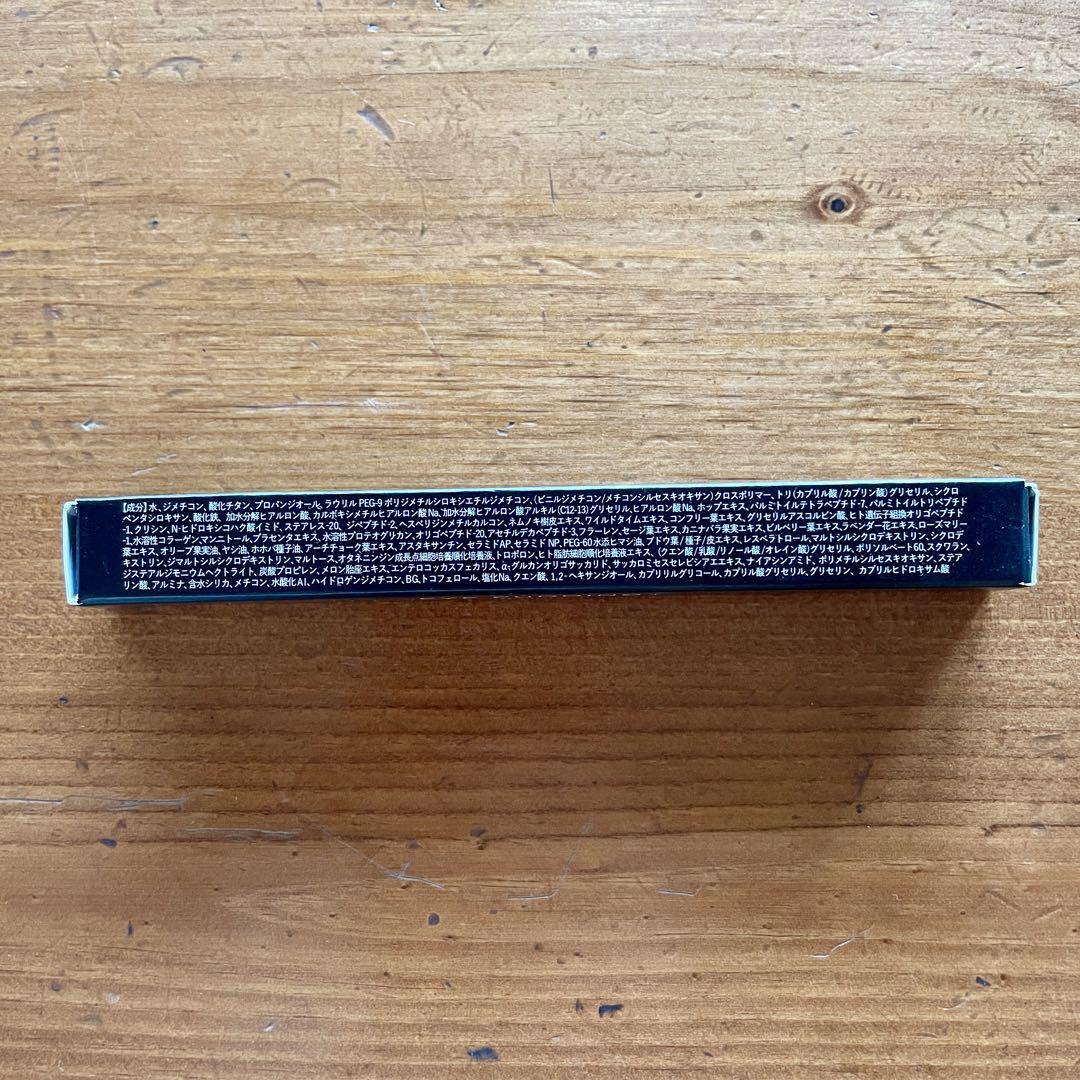 【成分】水、ジメチコン、酸化チタン、プロパンジオール、ラウリル PEG-9 ポリジメチルシロキシエチルジメチコン、(ビニルジメチコン/メチコンシルセスキオキサン)クロスポリマー、トリ(カプリル酸/カプリン酸)グリセリル、シクロ
ペンタシロキサン、酸化鉄、加水分解ヒアルロン酸、カルボキシメチルヒアルロン酸 Na,加水分解ヒアルロン酸アルキル(C12-13)グリセリル、ヒアルロン酸Na、ホップエキス、パルミトイルテトラペプチド-7、パルミトイルトリペプチド
-1、クリシン、N-ヒドロキシコハク酸イミド、ステアレス-20、ジペプチド-2、ヘスペリジンメチルカルコン、ネムノキ樹皮エキス、ワイルドタイムエキス、コンフリー葉エキス、グリセリルアスコルビン酸、ヒト遺伝子組換オリゴペプチド
-1,水溶性コラーゲン,マンニトール、プラセンタエキス、水溶性プロテオグリカン、オリゴペプチド-20,アセチルデカペプチド-3、フラーレン、セージ葉エキス、カニナバラ果実エキス、ビルベリー葉エキス、ラベンダー花エキス、ローズマリー
葉エキス、オリーブ果実油、ヤシ油、ホホバ種子油、アーチチョーク葉エキス、アスタキサンチン、セラミド NP、セラミドAP、PEG-60水添ヒマシ油、ブドウ果/種子/皮エキス、レスベラトロール、マルトシルシクロデキストリン、シクロデ
キストリン、ジマルトシルシクロデキストリン、マルトース、オタネニンジン成長点細胞培養順化培養液、トロポロン、ヒト脂肪細胞順化培養液エキス、(クエン酸/乳酸/リノール酸/オレイン酸)グリセリル、ポリソルベート60、スクワラン、
ジステアルジモニウムヘクトライト、炭酸プロピレン、メロン胎座エキス、エンテロコッカスフェカリス、α-グルカンオリゴサッカリド、サッカロミセスセレビシアエエキス、ナイアシンアミド、ポリメチルシルセスキオキサン、ステア
リン酸、アルミナ、含水シリカ、メチコン、水酸化Al、ハイドロゲンジメチコン、BG、トコフェロール、塩化Na、クエン酸、1,2-ヘキサンジオール、カプリリルグリコール、カプリル酸グリセリル、グリセリン、カプリルヒドロキサム酸